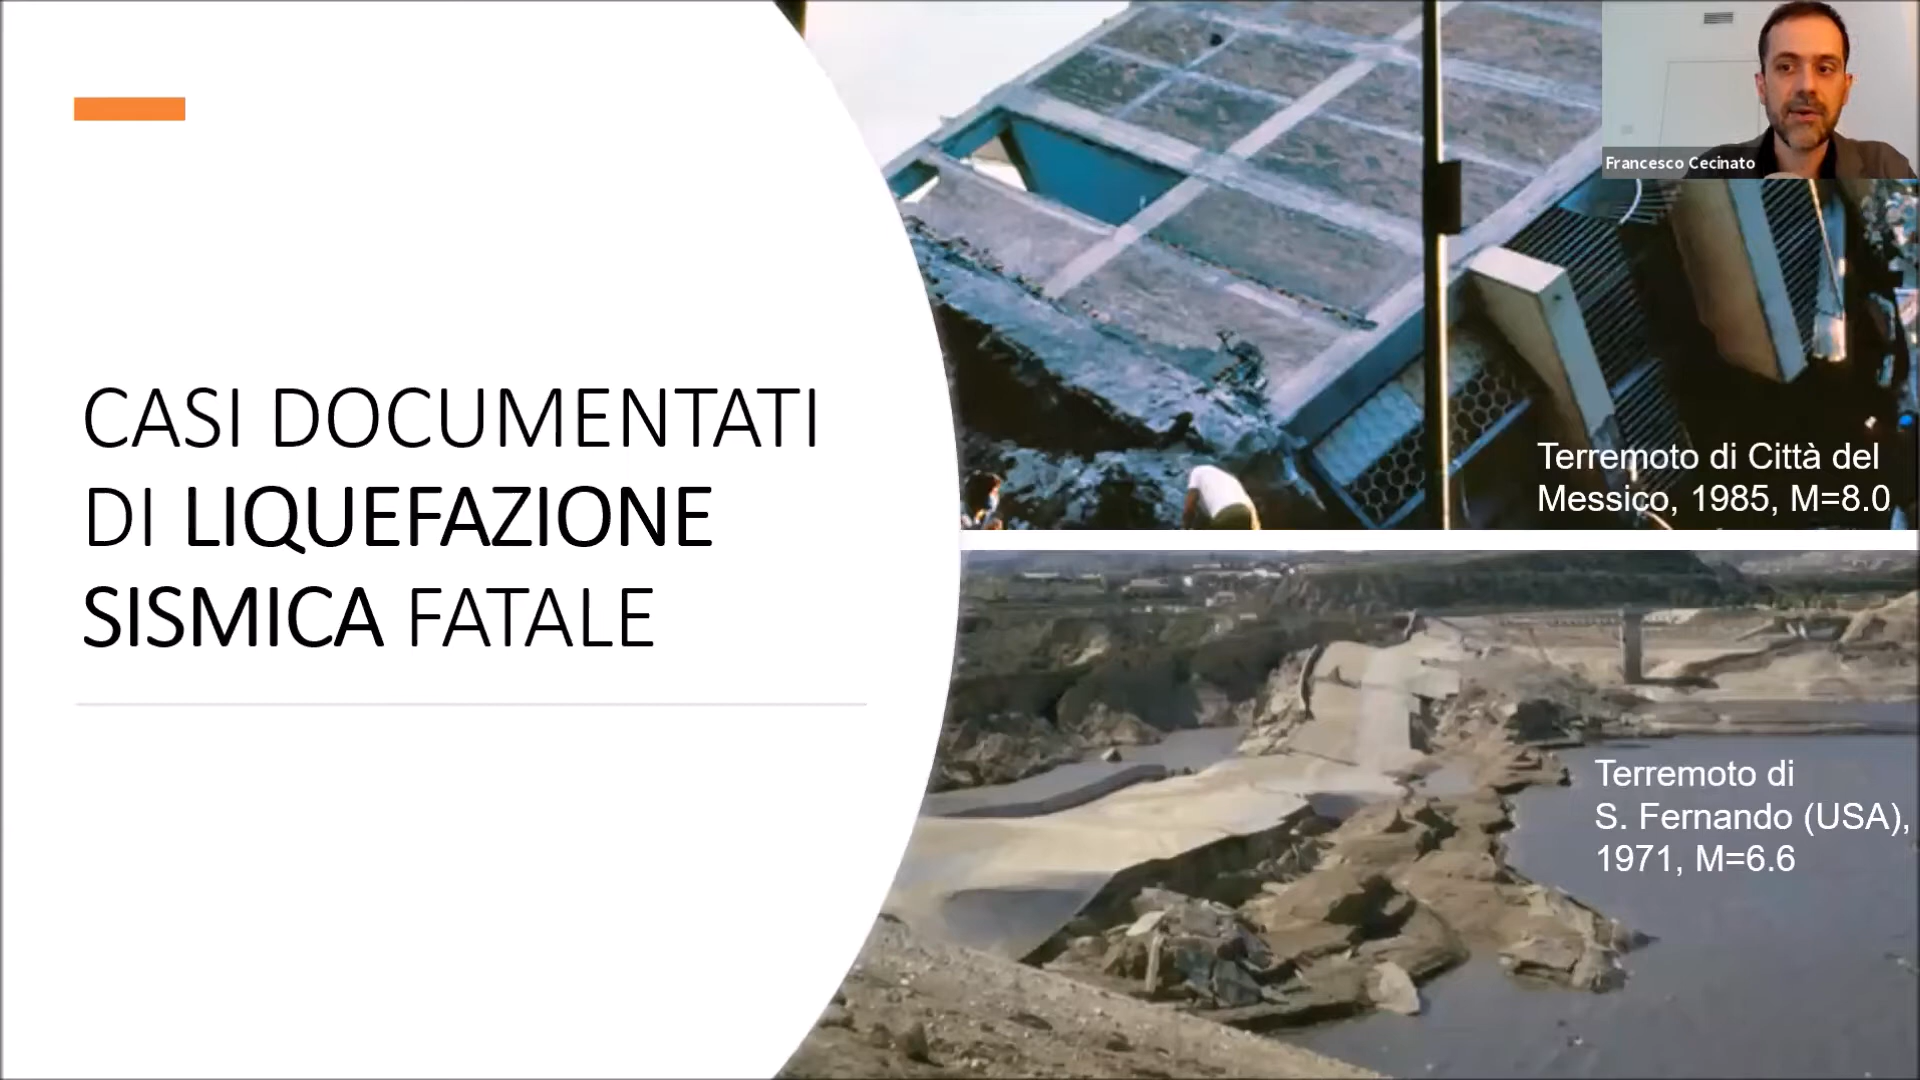 CASI DOCUMENTATI
DI LIQUEFAZIONE
SISMICA FATALE
Francesco Cecinato
Terremoto di Città del
Messico, 1985, M=8.0
Terremoto di
S. Fernando (USA),
1971, M=6.6